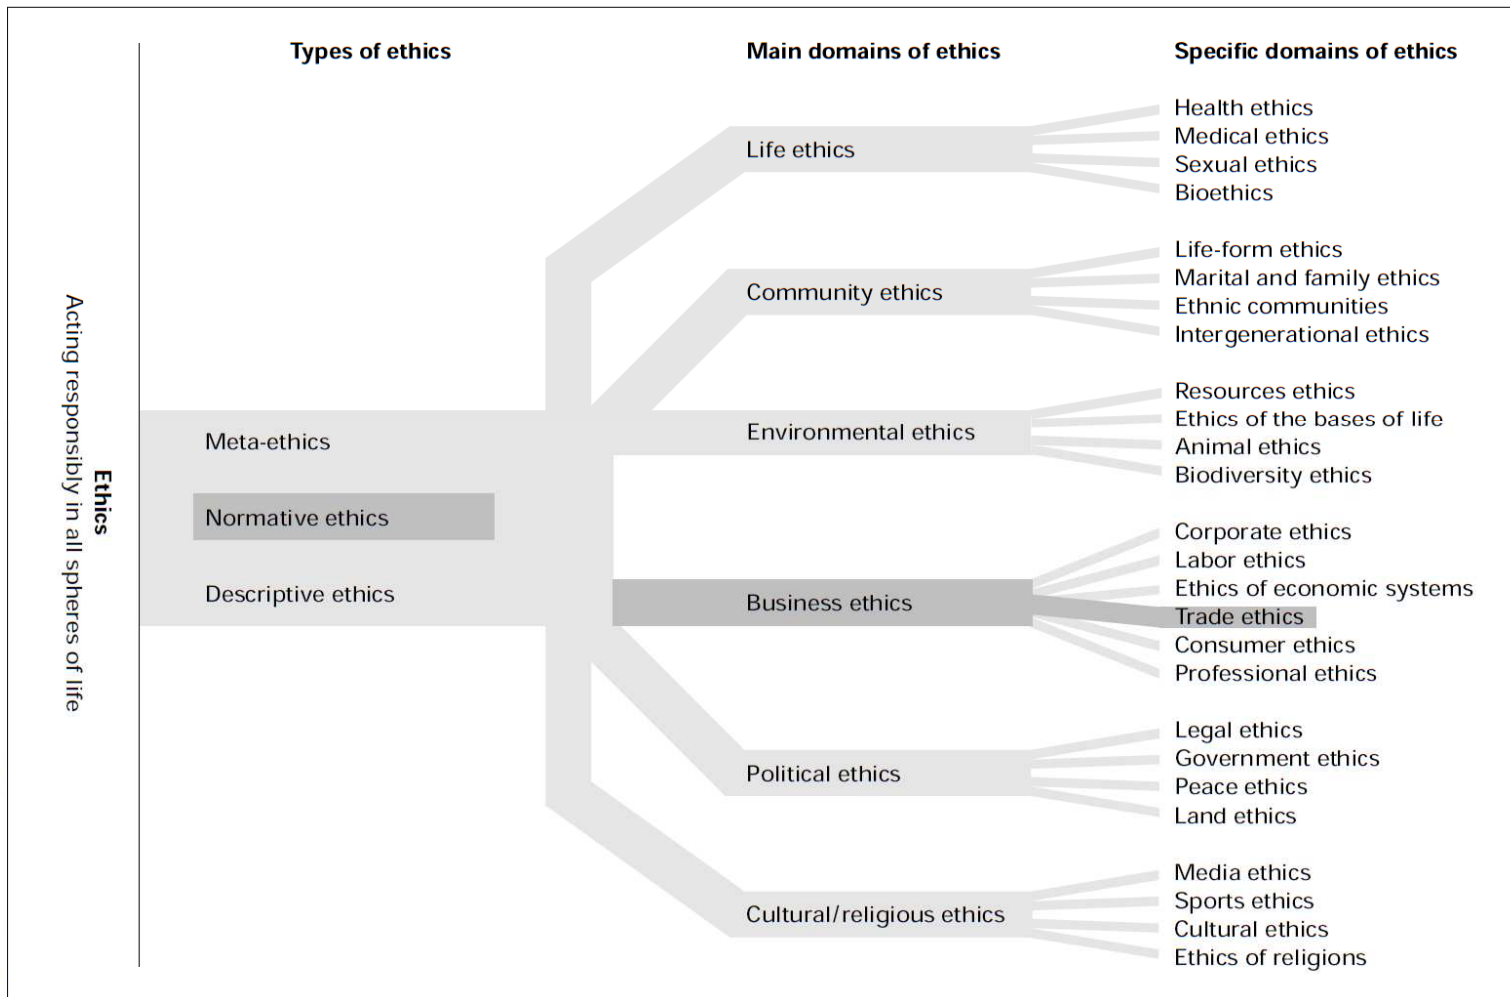 Types of ethics
Main domains of ethics
Specific domains of ethics
Ethics
Acting responsibly in all spheres of life
Meta-ethics
Normative ethics
Descriptive ethics
Life ethics
Health ethics
Medical ethics
Sexual ethics
Bioethics
Community ethics
Life-form ethics
Marital and family ethics
Ethnic communities
Intergenerational ethics
Environmental ethics
Resources ethics
Ethics of the bases of life
Animal ethics
Biodiversity ethics
Business ethics
Corporate ethics
Labor ethics
Ethics of economic systems
Trade ethics
Consumer ethics
Professional ethics
Political ethics
Legal ethics
Government ethics
Peace ethics
Land ethics
Cultural/religious ethics
Media ethics
Sports ethics
Cultural ethics
Ethics of religions